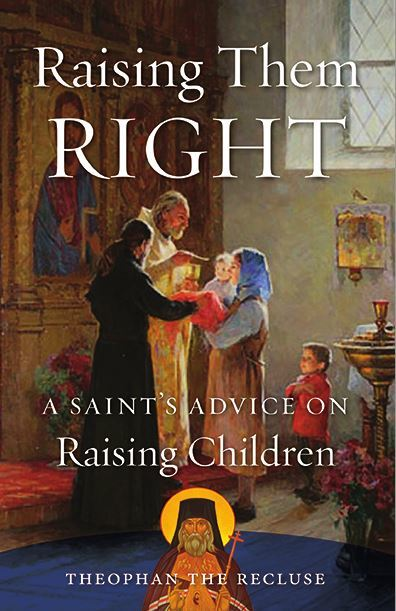 Raising Them
RIGHT
A SAINT'S ADVICE ON
Raising Children
THEOPHAN THE RECLUSE